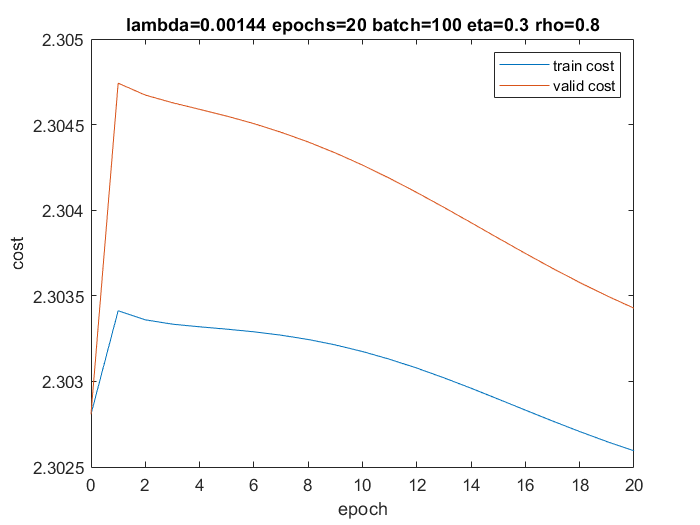 lambda=0.00144 epochs=20 batch=100 eta=0.3 rho=0.8
2.305
2.3045
2.304
2.3035
2.303
2.3025
cost
train cost
valid cost
0 2 4 6 8 10 12 14 16 18 20
epoch